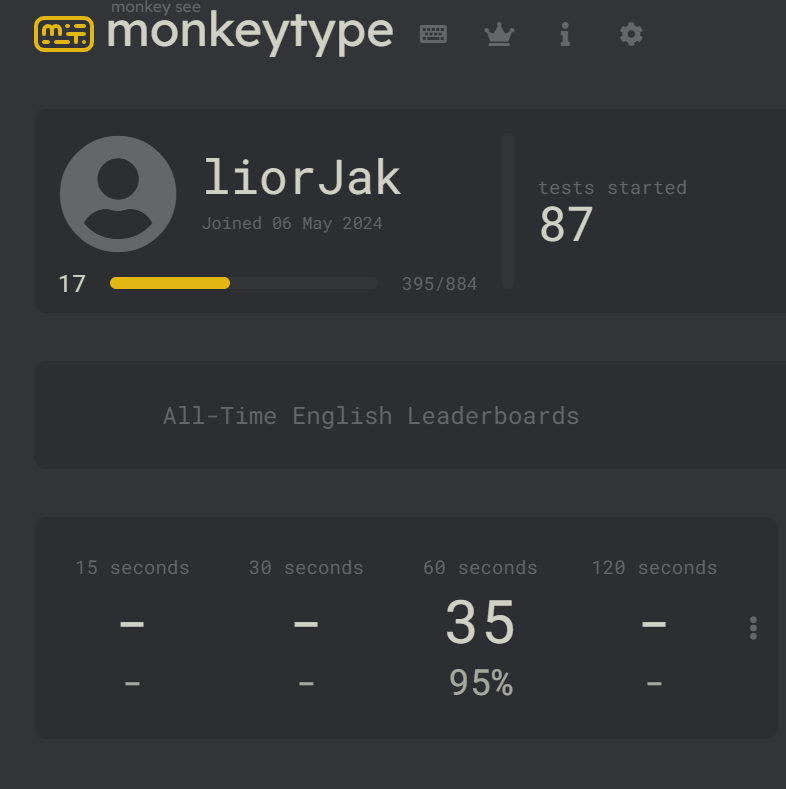 monkey see
monkeytype
liorJak
Joined 06 May 2024
17 395/884
tests started
87
All-Time English Leaderboards
15 seconds 30 seconds 60 seconds 120 seconds
- - 35 -
- - 95% -